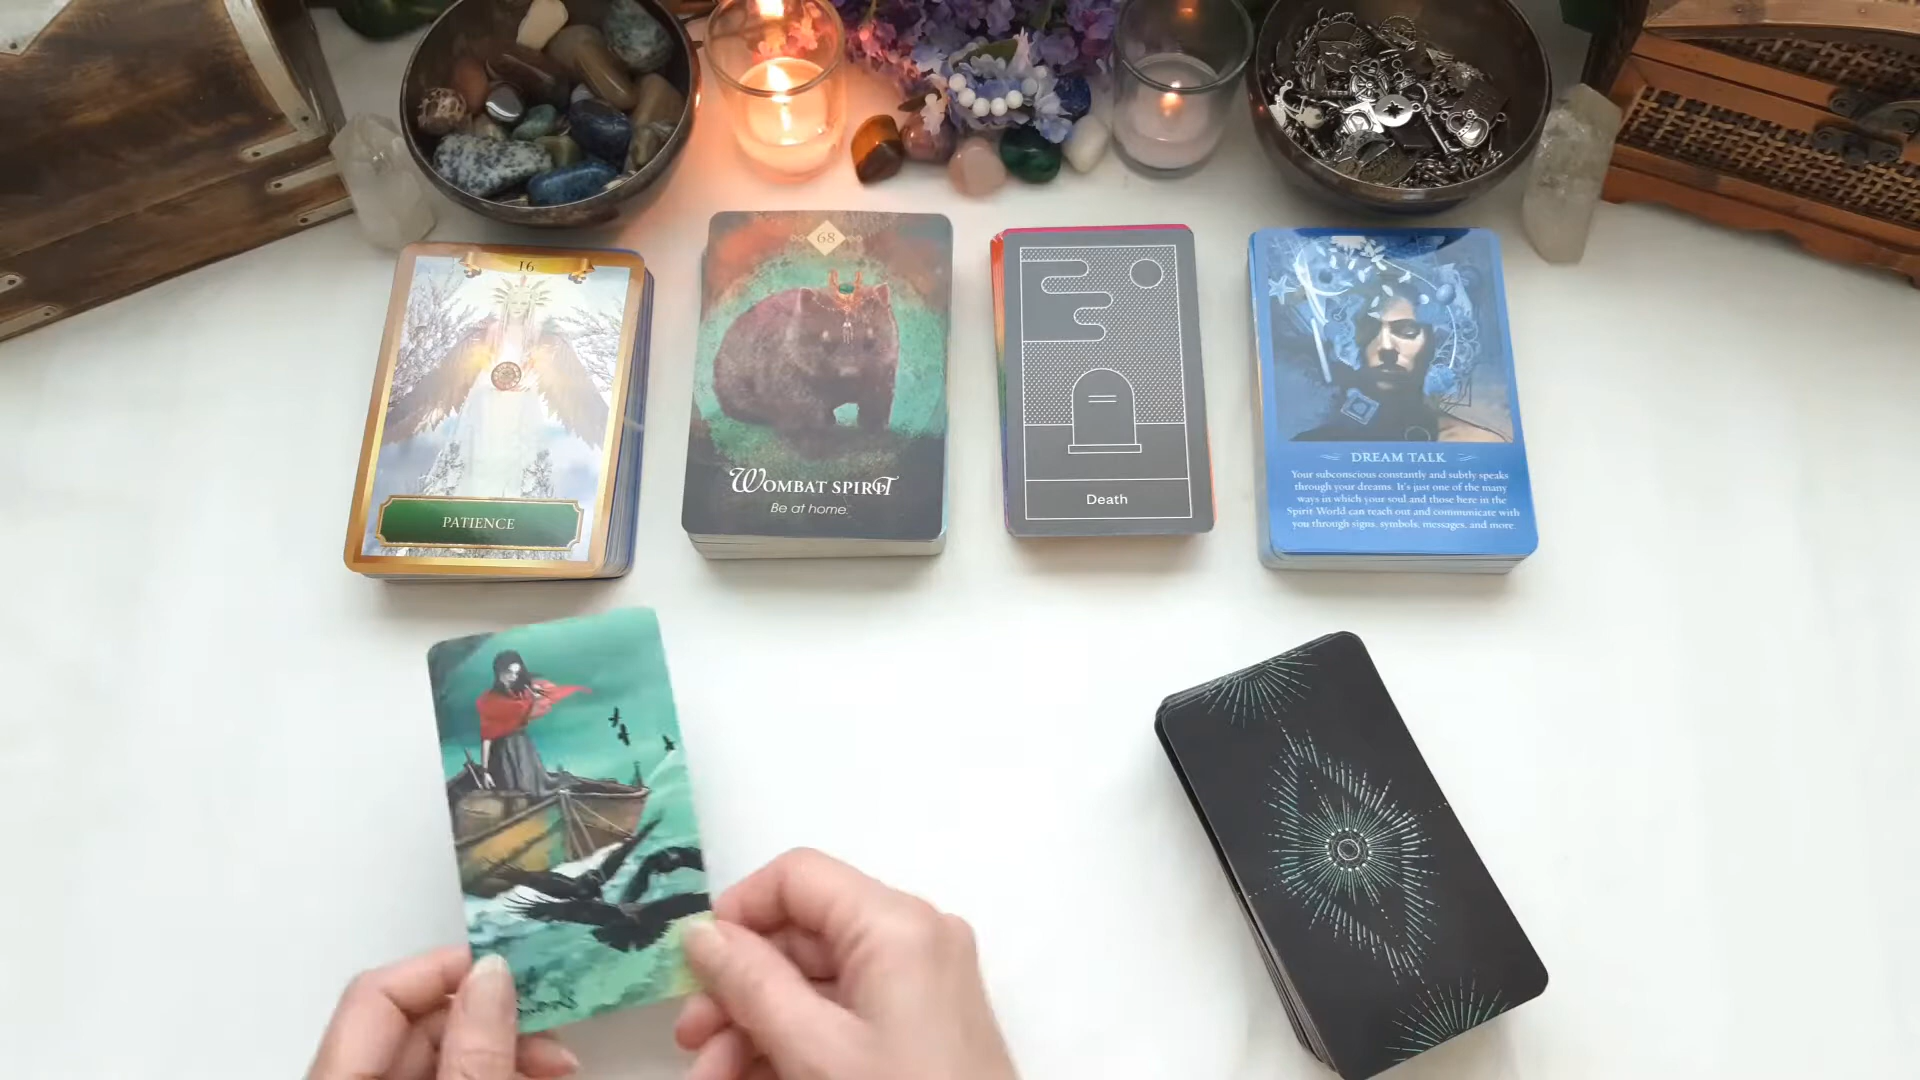 16
PATIENCE
68
WOMBAT SPIRIT
Be at home.
Death
DREAM TALK
Your subconscious constantly and subtly speaks
through your dreams. It's just one of the many
ways in which your soul and those here in the
Spirit World can reach out and communicate with
you through signs, symbols, messages, and more.